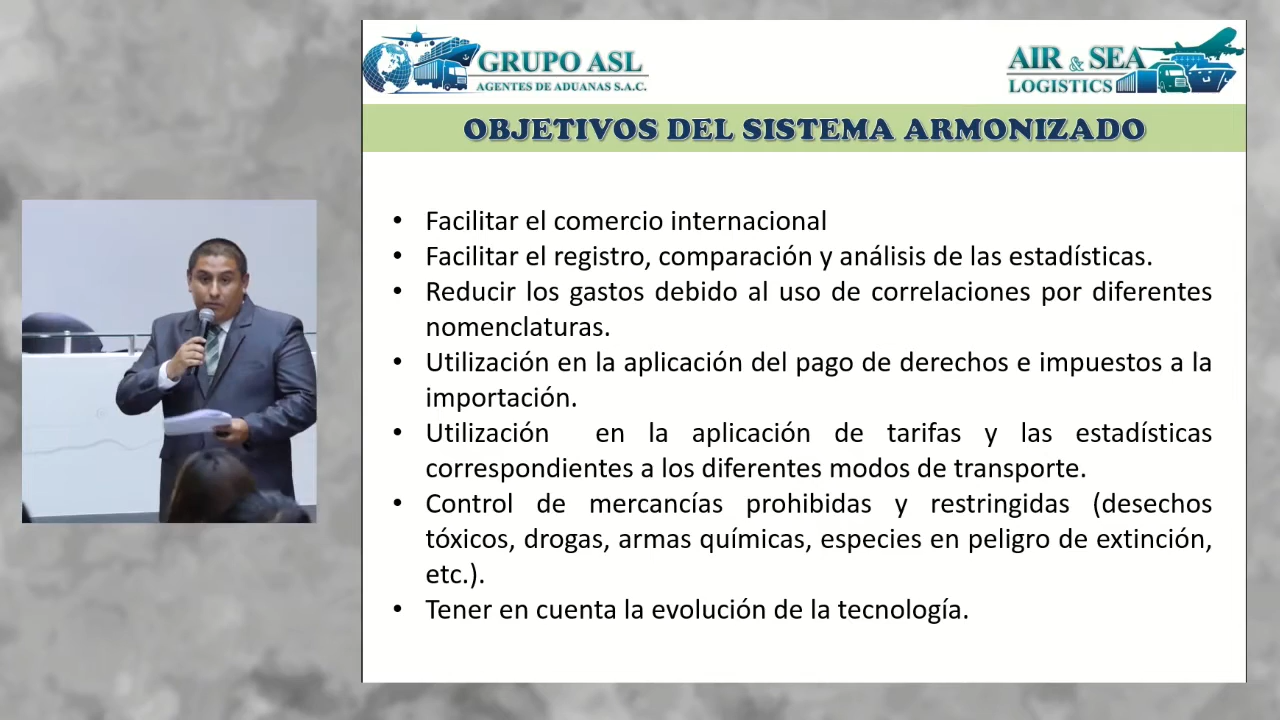 GRUPO ASL
AGENTES DE ADUANAS S.A.C.
AIR & SEA
LOGISTICS
OBJETIVOS DEL SISTEMA ARMONIZADO
• Facilitar el comercio internacional
• Facilitar el registro, comparación y análisis de las estadísticas.
• Reducir los gastos debido al uso de correlaciones por diferentes
nomenclaturas.
• Utilización en la aplicación del pago de derechos e impuestos a la
importación.
• Utilización en la aplicación de tarifas y las estadísticas
correspondientes a los diferentes modos de transporte.
• Control de mercancías prohibidas y restringidas (desechos
tóxicos, drogas, armas químicas, especies en peligro de extinción,
etc.).
• Tener en cuenta la evolución de la tecnología.